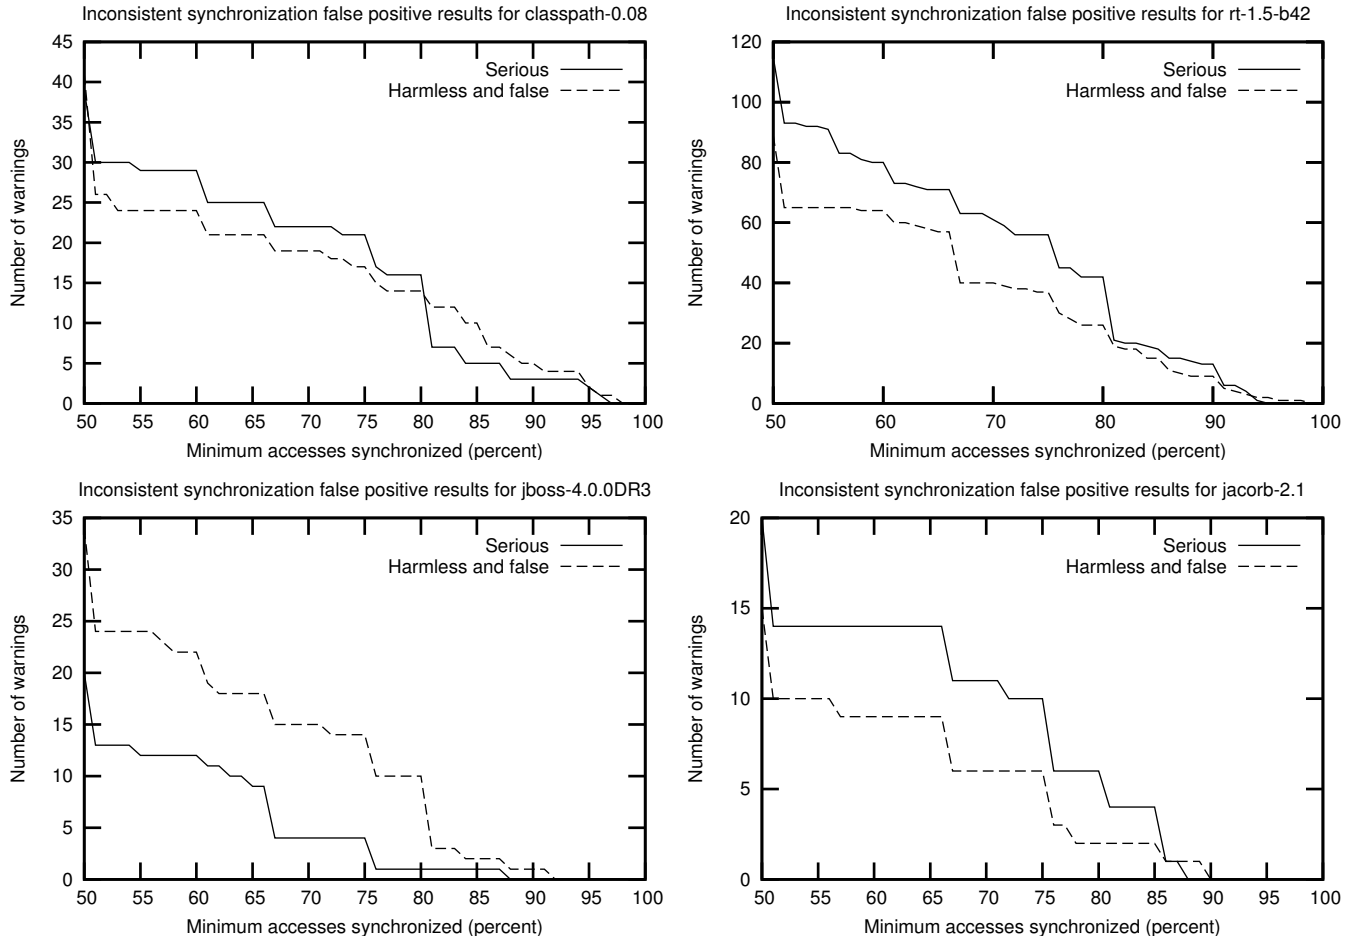 Inconsistent synchronization false positive results for classpath-0.08
45
40
35
30
25
20
15
10
5
0
Number of warnings
Serious
Harmless and false
50 55 60 65 70 75 80 85 90 95 100
Minimum accesses synchronized (percent)
Inconsistent synchronization false positive results for rt-1.5-b42
120
100
80
60
40
20
0
Number of warnings
Serious
Harmless and false
50 60 70 80 90 100
Minimum accesses synchronized (percent)
Inconsistent synchronization false positive results for jboss-4.0.0DR3
35
30
25
20
15
10
5
0
Number of warnings
Serious
Harmless and false
50 55 60 65 70 75 80 85 90 95 100
Minimum accesses synchronized (percent)
Inconsistent synchronization false positive results for jacorb-2.1
20
15
10
5
0
Number of warnings
Serious
Harmless and false
50 55 60 65 70 75 80 85 90 95 100
Minimum accesses synchronized (percent)